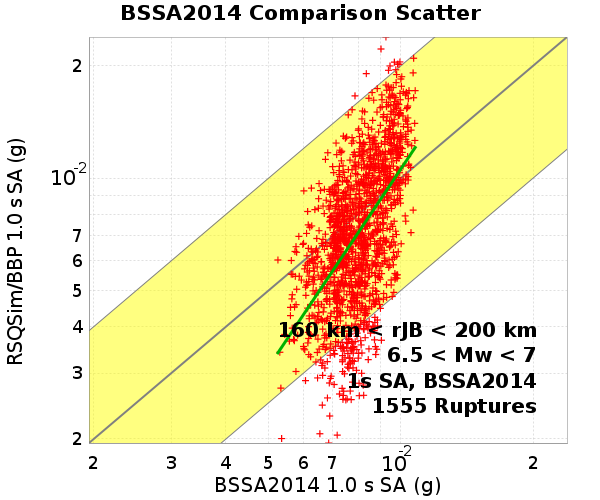 BSSA2014 Comparison Scatter
RSQSim/BBP 1.0 s SA (g)
2
10-2
7
6
5
4
3
2
160 km < rJB < 200 km
6.5 < Mw < 7
1s SA, BSSA2014
1555 Ruptures
2 3 4 5 6 7 10-2 2
BSSA2014 1.0 s SA (g)